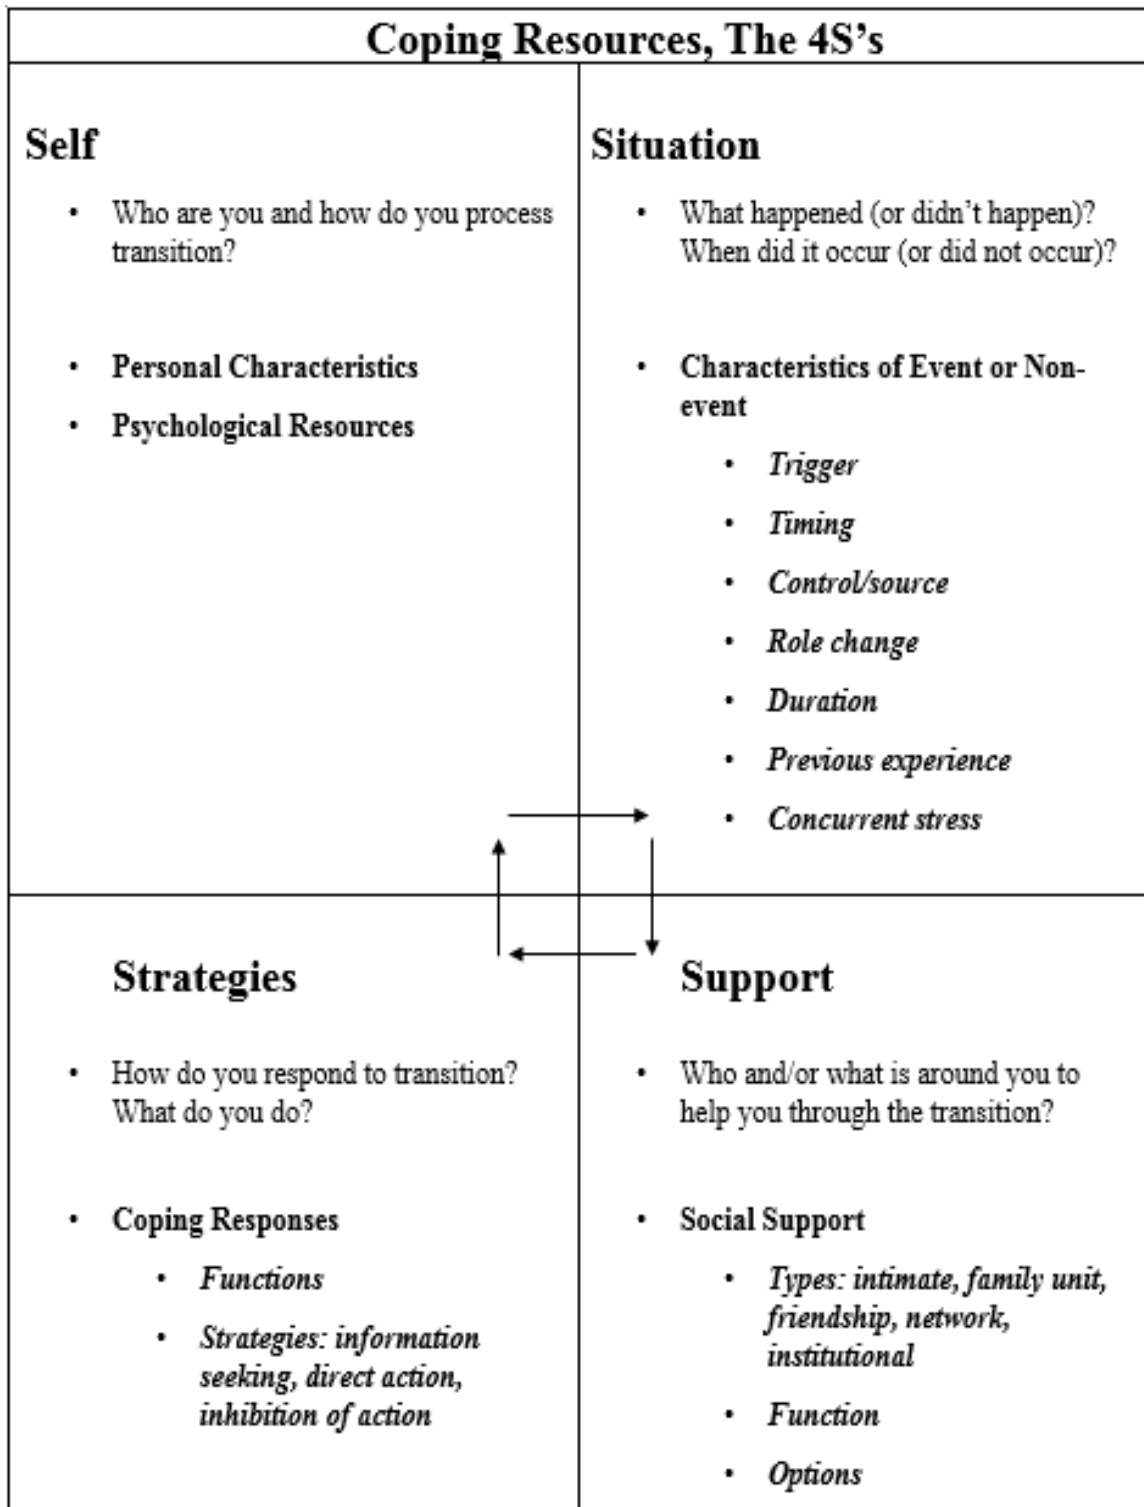 Coping Resources, The 4S's
Self
• Who are you and how do you process
transition?
• Personal Characteristics
• Psychological Resources
Situation
• What happened (or didn't happen)?
When did it occur (or did not occur)?
• Characteristics of Event or Non-
event
• Trigger
• Timing
• Control/source
• Role change
• Duration
• Previous experience
• Concurrent stress
Strategies
• How do you respond to transition?
What do you do?
• Coping Responses
• Functions
• Strategies: information
seeking, direct action,
inhibition of action
Support
• Who and/or what is around you to
help you through the transition?
• Social Support
• Types: intimate, family unit,
friendship, network,
institutional
• Function
• Options